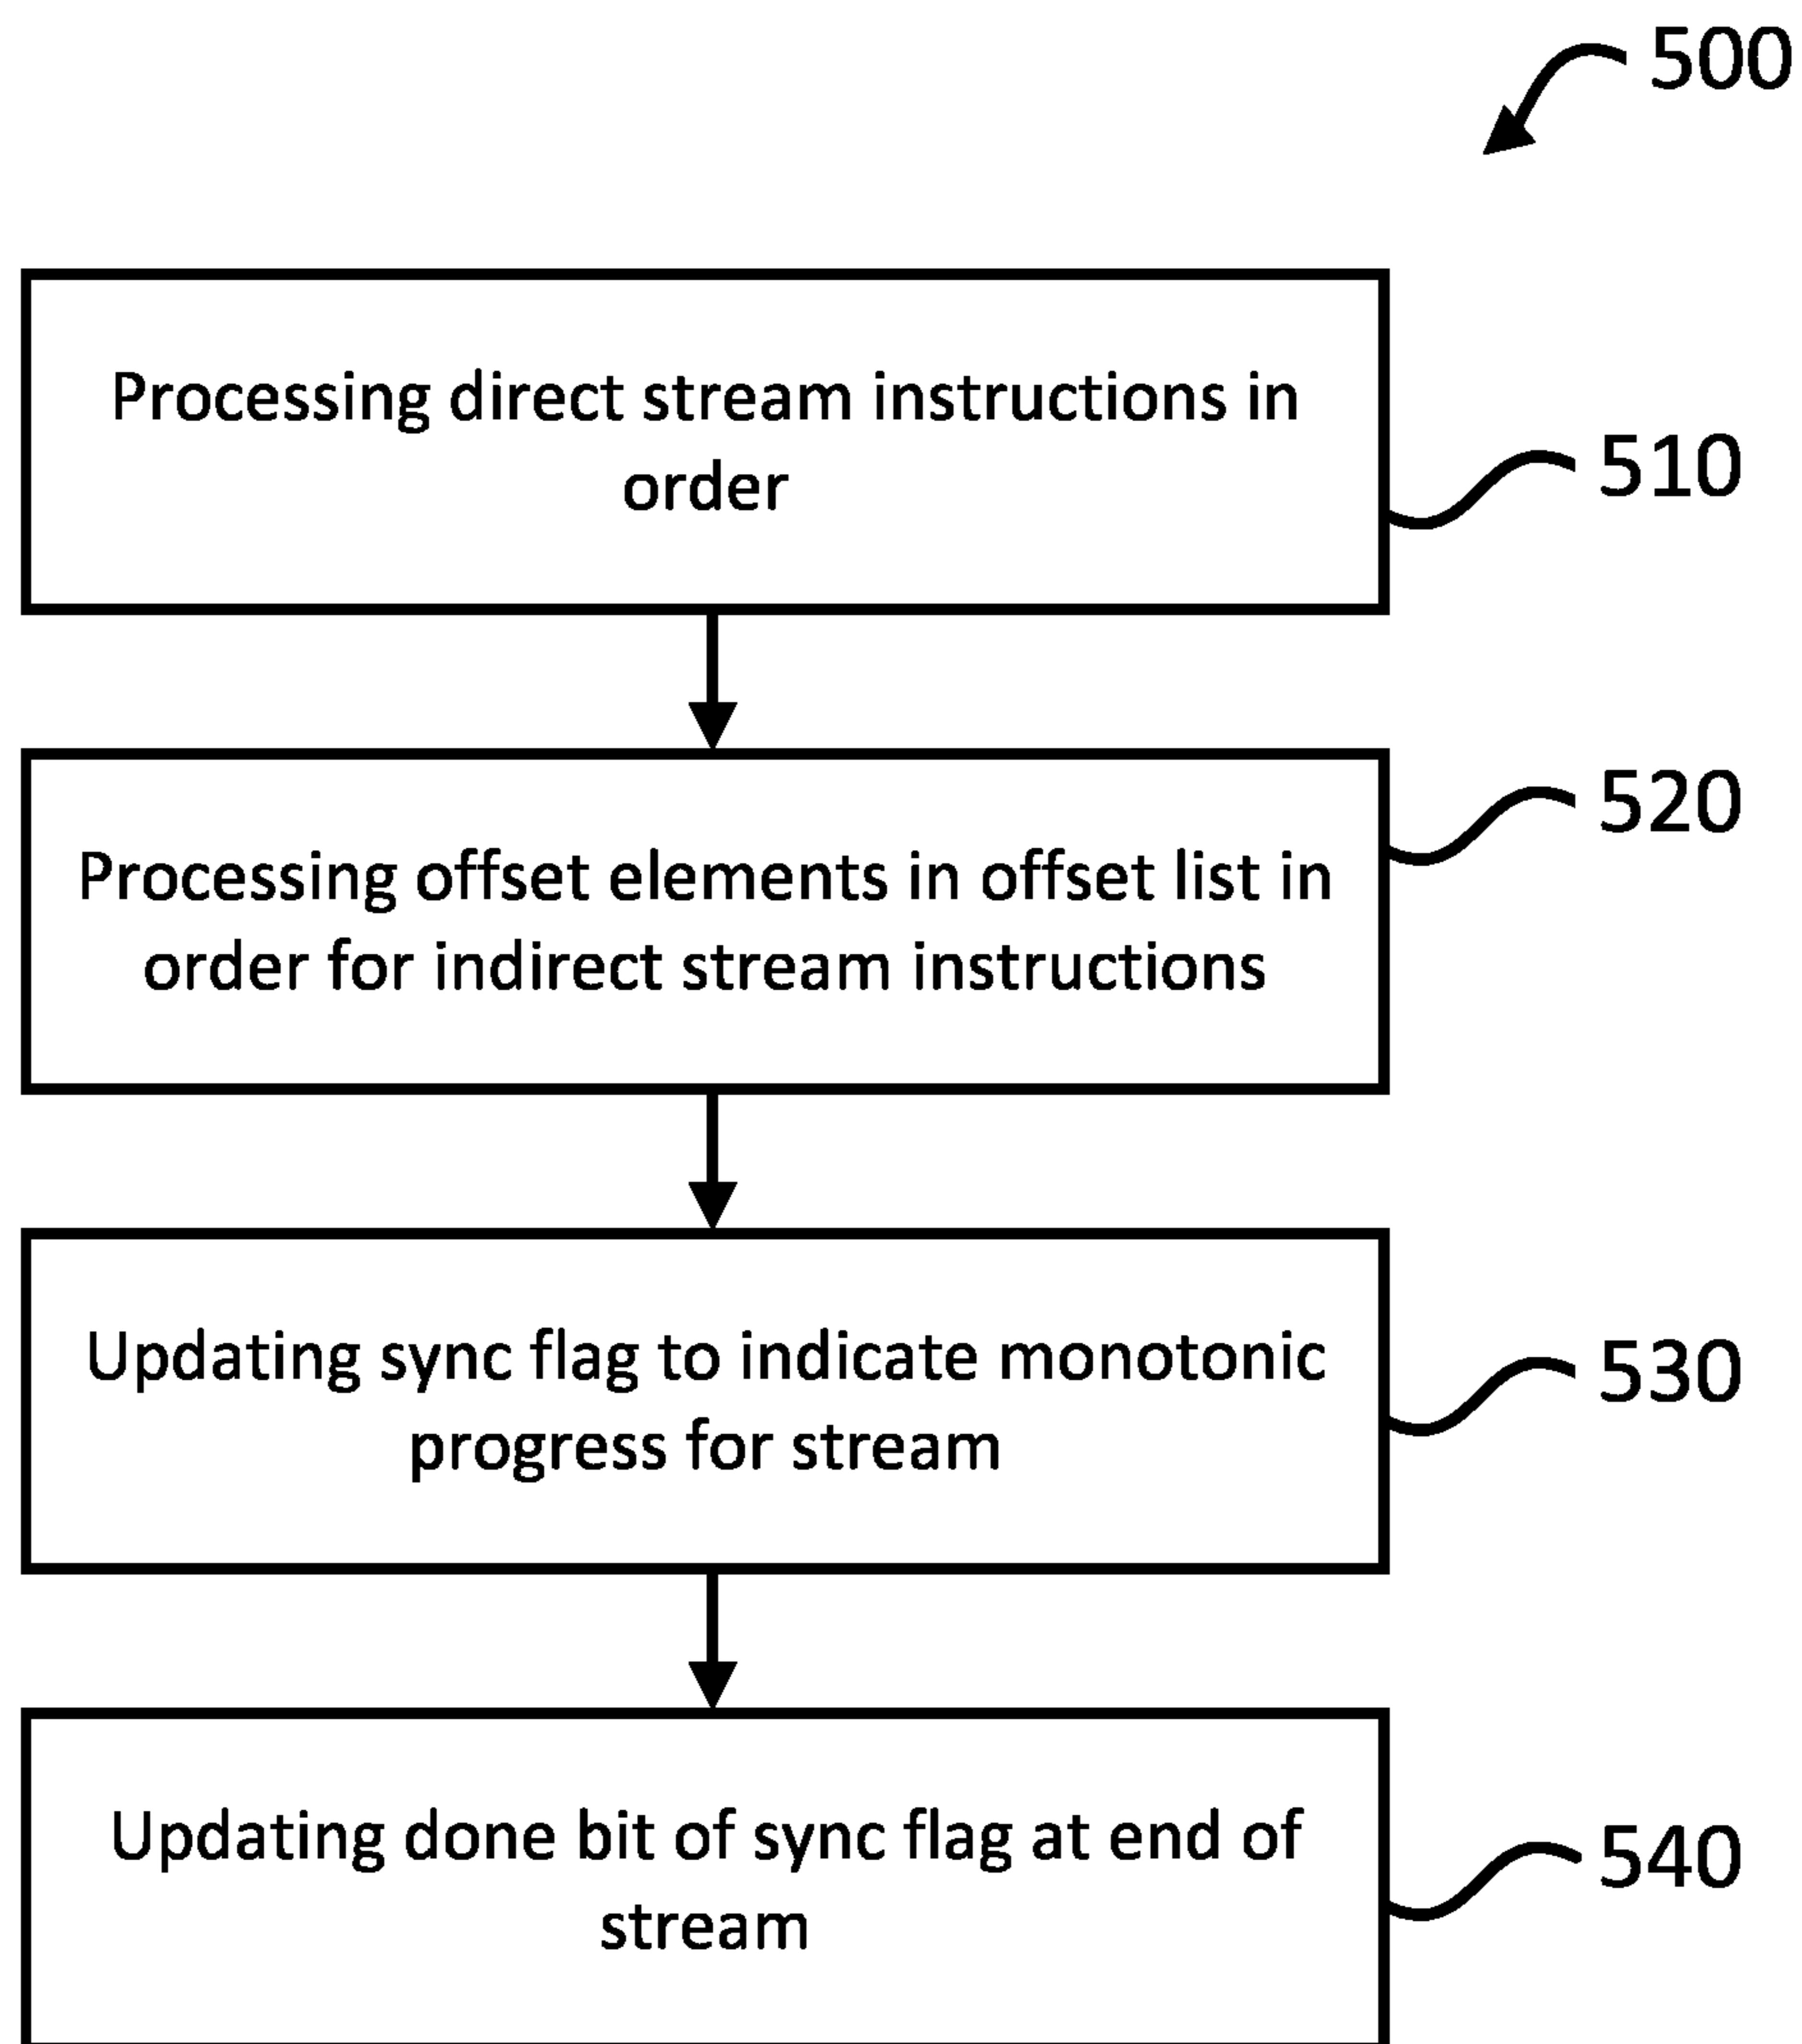 500
Processing direct stream instructions in
order
510
520
Processing offset elements in offset list in
order for indirect stream instructions
Updating sync flag to indicate monotonic
progress for stream
530
Updating done bit of sync flag at end of
stream
540